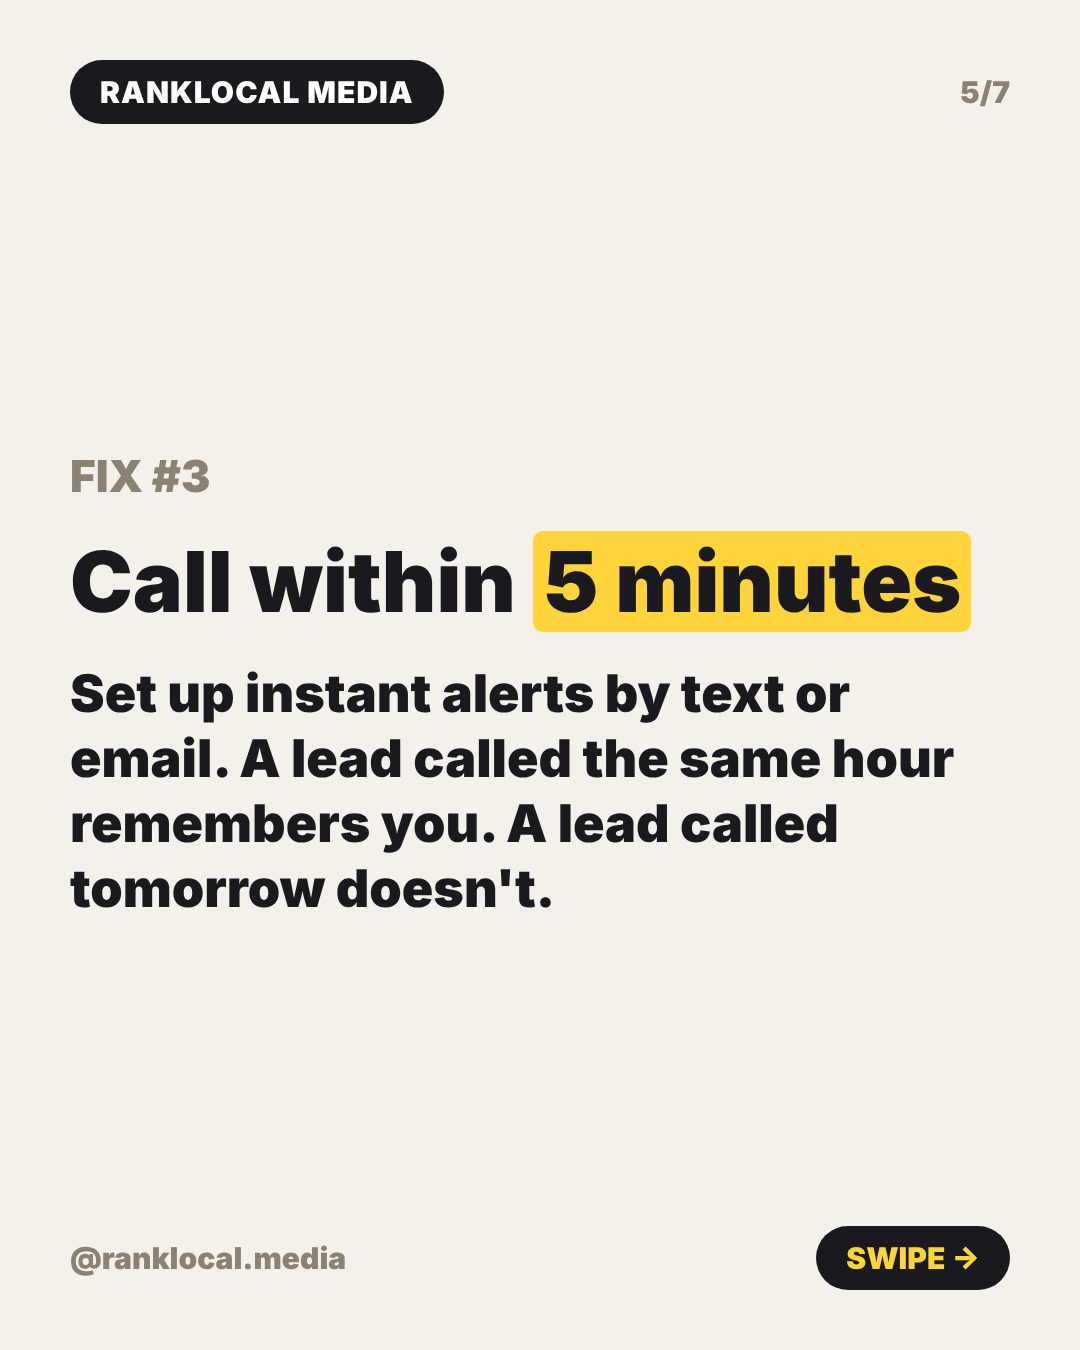 RANKLOCAL MEDIA
5/7
FIX #3
Call within 5 minutes
Set up instant alerts by text or
email. A lead called the same hour
remembers you. A lead called
tomorrow doesn't.
@ranklocal.media
SWIPE →